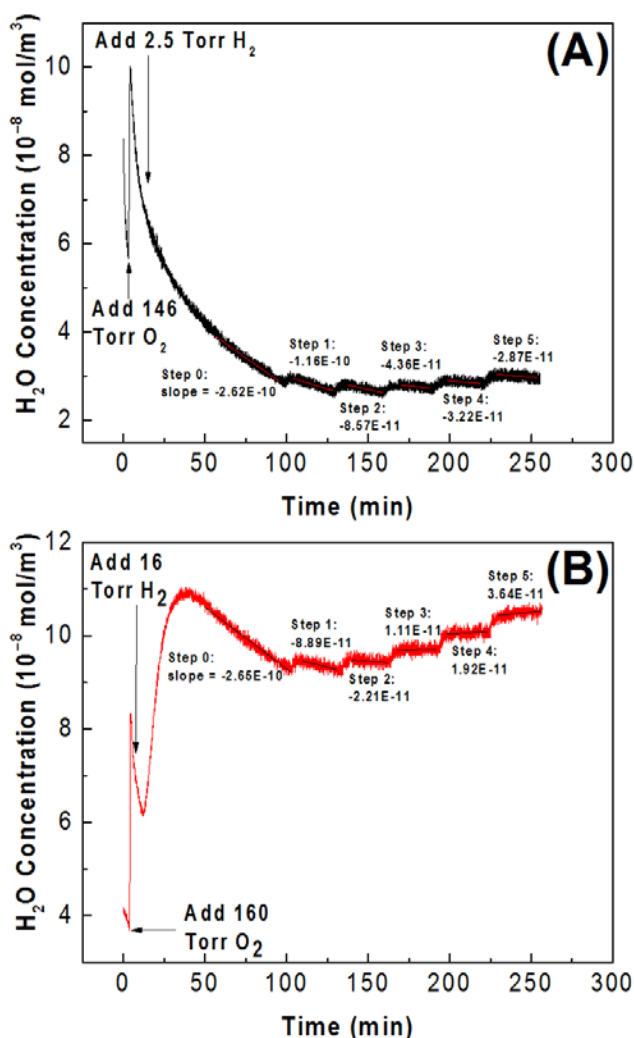 Add 2.5 Torr H2
(A)
10
8
6
4
2
H2O Concentration (10⁻⁸ mol/m³)
Add 146
Torr O2
Step 0:
slope = -2.62E-10
Step 1:
-1.16E-10
Step 2:
-8.57E-11
Step 3:
-4.36E-11
Step 4:
-3.22E-11
Step 5:
-2.87E-11
0 50 100 150 200 250 300
Time (min)
(B)
12
10
8
6
4
H2O Concentration (10⁻⁸ mol/m³)
Add 16
Torr H2
Step 0:
slope = -2.65E-10
Step 1:
-8.89E-11
Step 2:
-2.21E-11
Step 3:
1.11E-11
Step 4:
1.92E-11
Step 5:
3.64E-11
Add 160
Torr O2
0 50 100 150 200 250 300
Time (min)